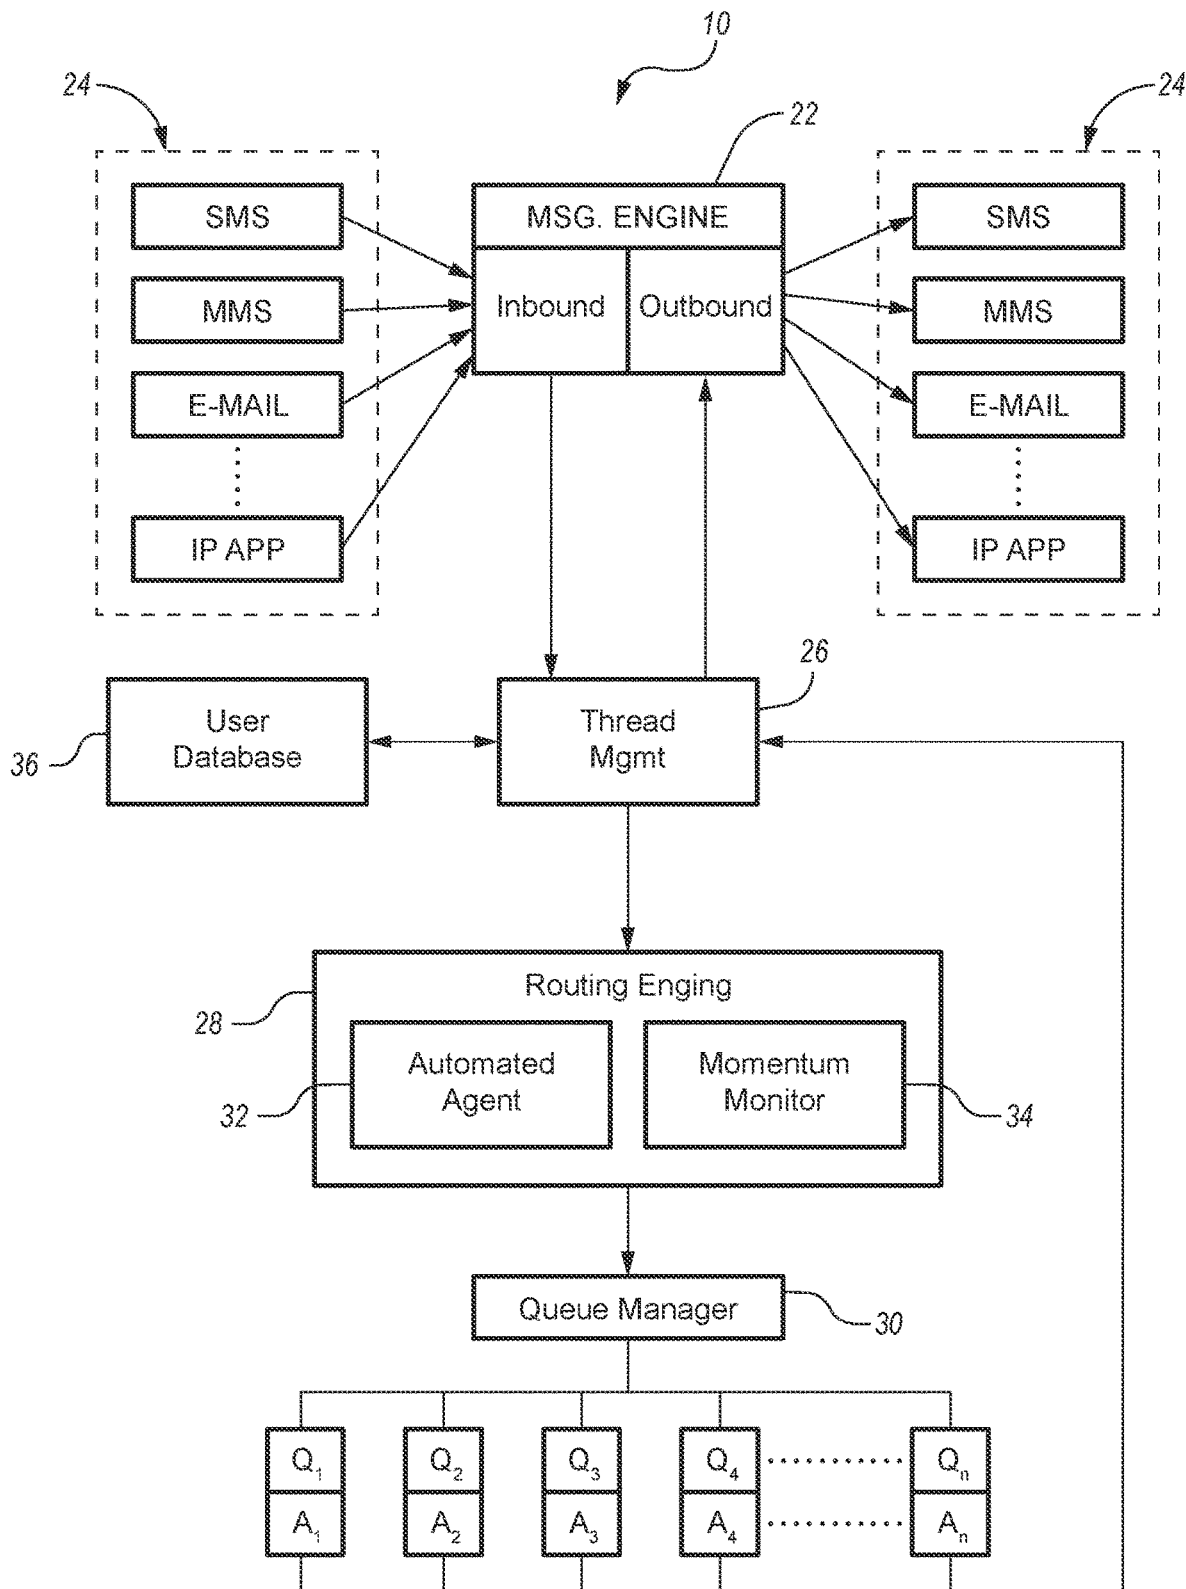 10
24
24
22
SMS
MSG. ENGINE
SMS
MMS
Inbound
Outbound
MMS
E-MAIL
E-MAIL
IP APP
IP APP
26
User
Database
Thread
Mgmt
36
Routing Enging
28
Automated
Agent
Momentum
Monitor
32
34
Queue Manager
30
Q1
Q2
Q3
Q4
Qn
A1
A2
A3
A4
An